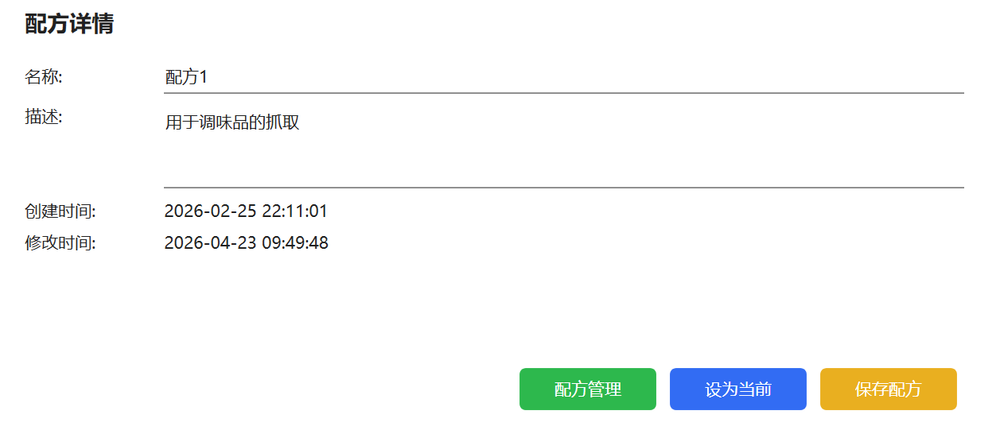 配方详情
名称: 配方1
描述: 用于调味品的抓取
创建时间: 2026-02-25 22:11:01
修改时间: 2026-04-23 09:49:48
配方管理 设为当前 保存配方